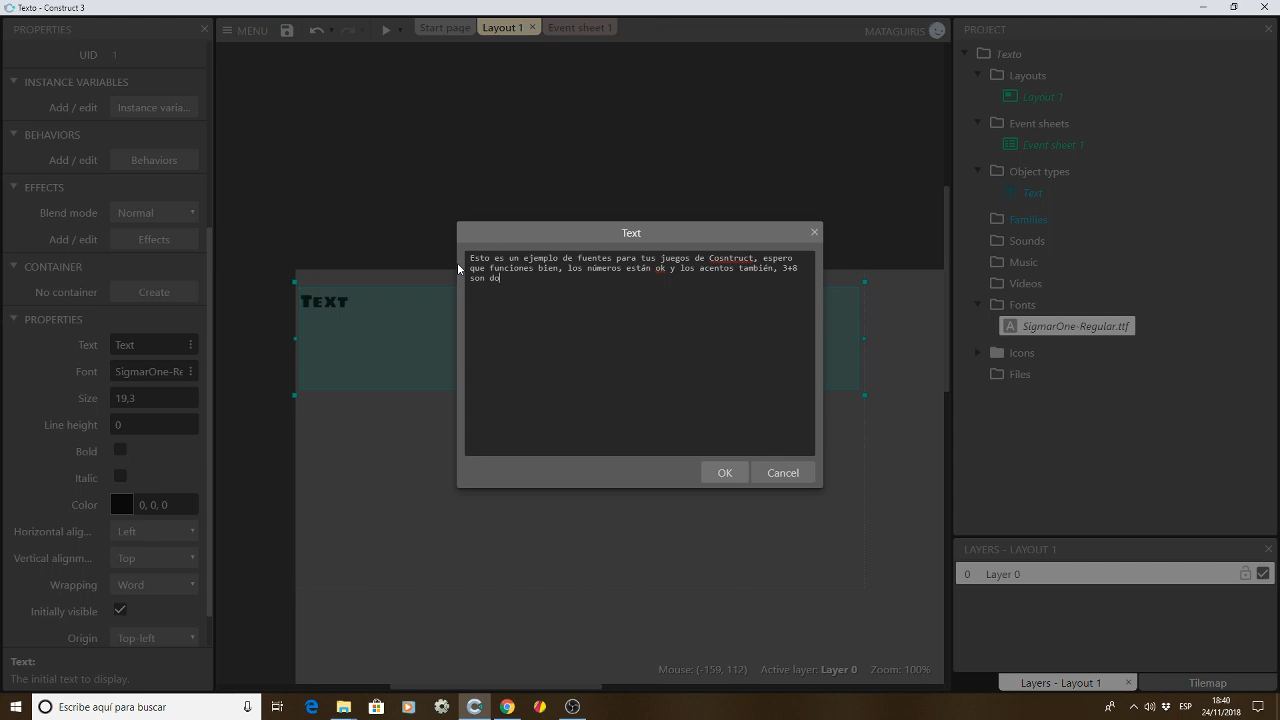 Texto - Construct 3
PROPERTIES
MENU
Start page
Layout 1
Event sheet 1
MATAGUIRIS
PROJECT
UID 1
INSTANCE VARIABLES
Add / edit Instance varia...
BEHAVIORS
Add / edit Behaviors
EFFECTS
Blend mode Normal
Add / edit Effects
CONTAINER
No container Create
PROPERTIES
Text Text
Font SigmarOne-Re
Size 19,3
Line height 0
Bold
Italic
Color 0, 0, 0
Horizontal alig... Left
Vertical alignm... Top
Wrapping Word
Initially visible
Origin Top-left
Text:
The initial text to display.
Text
Text
Esto es un ejemplo de fuentes para tus juegos de Cosntruct, espero
que funciones bien, los números están ok y los acentos también, 3+8
son do
OK Cancel
Mouse: (-159, 112) Active layer: Layer 0 Zoom: 100%
Texto
Layouts
Layout 1
Event sheets
Event sheet 1
Object types
Text
Families
Sounds
Music
Videos
Fonts
A SigmarOne-Regular.ttf
Icons
Files
LAYERS - LAYOUT 1
0 Layer 0
Layers - Layout 1 Tilemap
Escribe aquí para buscar
ESP
18:40
24/11/2018